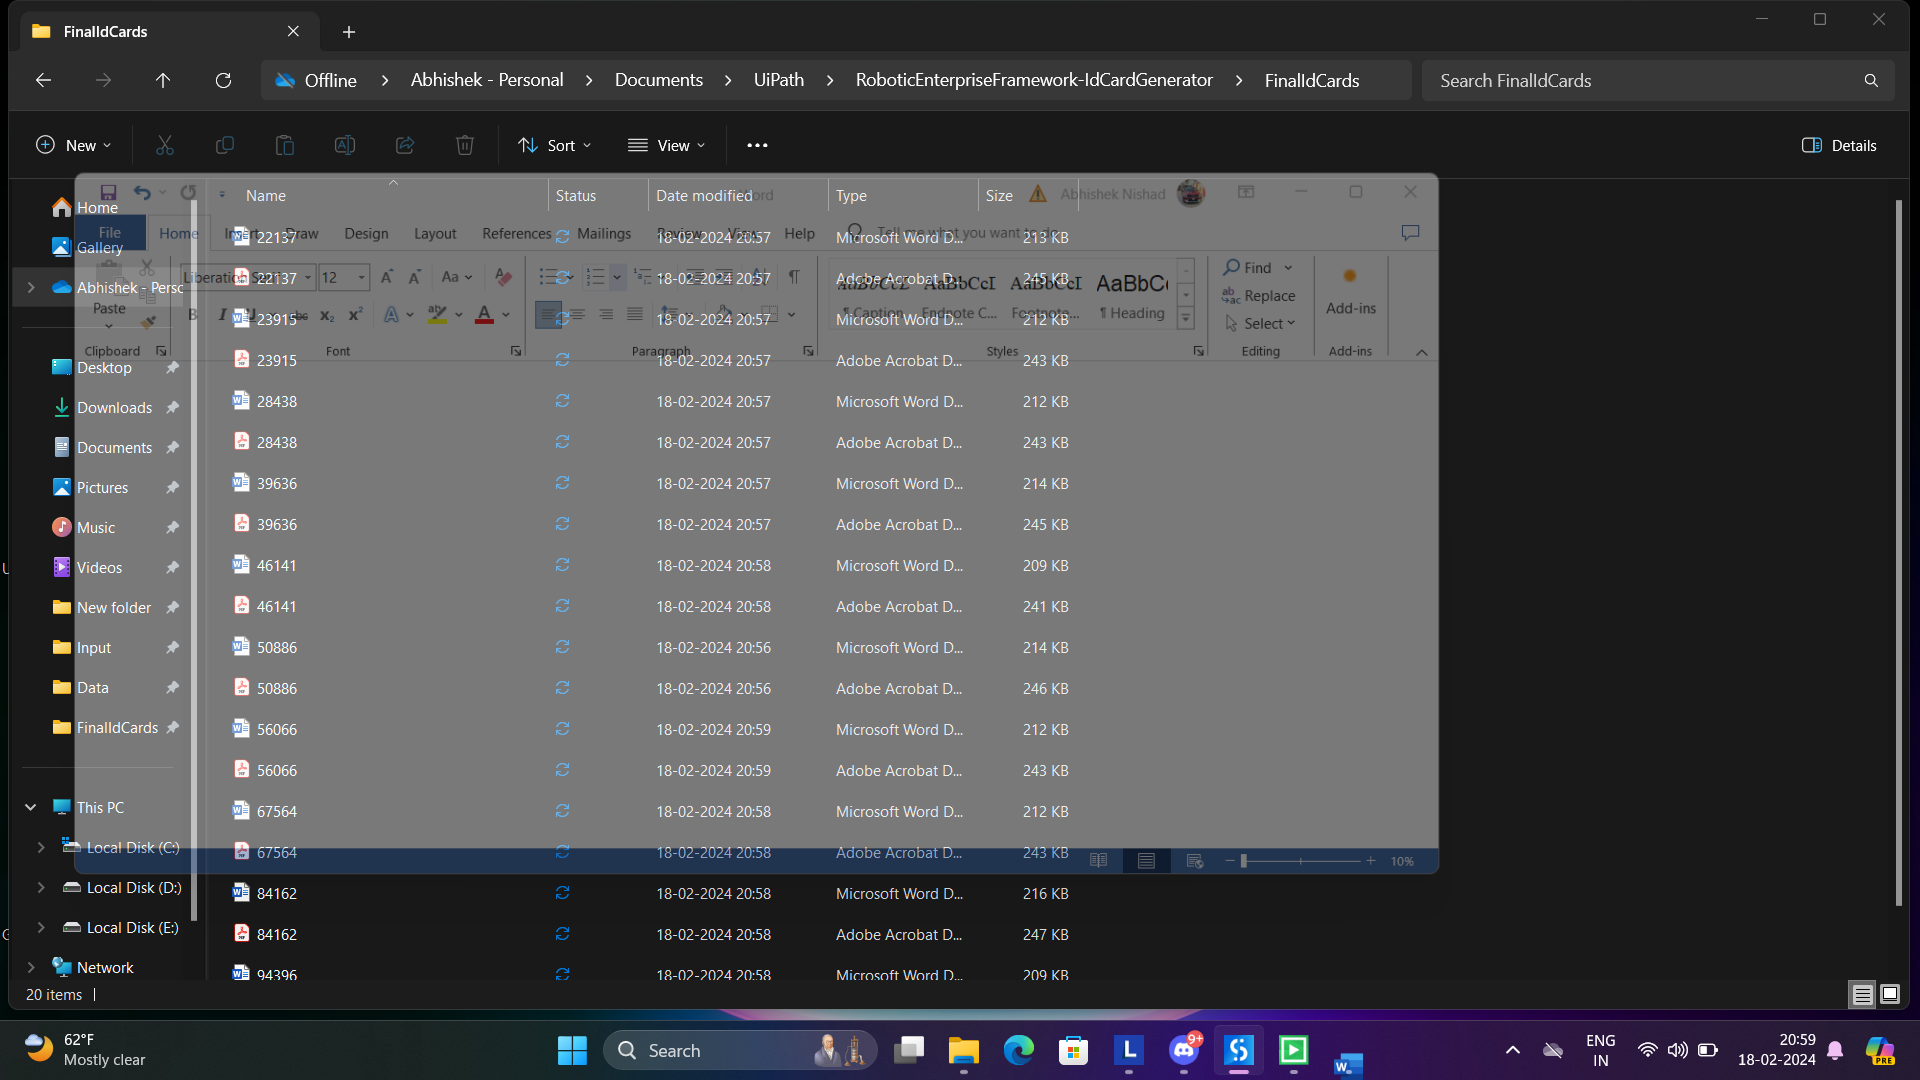 FinalIdCards
Offline > Abhishek - Personal > Documents > UiPath > RoboticEnterpriseFramework-IdCardGenerator > FinalIdCards
Search FinalIdCards
New
Sort
View
Details
Home
Gallery
Abhishek - Persc
Desktop
Downloads
Documents
Pictures
Music
Videos
New folder
Input
Data
FinalIdCards
This PC
Local Disk (C:)
Local Disk (D:)
Local Disk (E:)
Network
Name Status Date modified Type Size
22137 18-02-2024 20:57 Microsoft Word D... 213 KB
22137 18-02-2024 20:57 Adobe Acrobat D... 245 KB
23915 18-02-2024 20:57 Microsoft Word D... 212 KB
23915 18-02-2024 20:57 Adobe Acrobat D... 243 KB
28438 18-02-2024 20:57 Microsoft Word D... 212 KB
28438 18-02-2024 20:57 Adobe Acrobat D... 243 KB
39636 18-02-2024 20:57 Microsoft Word D... 214 KB
39636 18-02-2024 20:57 Adobe Acrobat D... 245 KB
46141 18-02-2024 20:58 Microsoft Word D... 209 KB
46141 18-02-2024 20:58 Adobe Acrobat D... 241 KB
50886 18-02-2024 20:56 Microsoft Word D... 214 KB
50886 18-02-2024 20:56 Adobe Acrobat D... 246 KB
56066 18-02-2024 20:59 Microsoft Word D... 212 KB
56066 18-02-2024 20:59 Adobe Acrobat D... 243 KB
67564 18-02-2024 20:58 Microsoft Word D... 212 KB
67564 18-02-2024 20:58 Adobe Acrobat D... 243 KB
84162 18-02-2024 20:58 Microsoft Word D... 216 KB
84162 18-02-2024 20:58 Adobe Acrobat D... 247 KB
94396 18-02-2024 20:58 Microsoft Word D... 209 KB
Abhishek Nishad
File Home Insert Draw Design Layout References Mailings Review View Help Tell me what you want to do
Paste
Clipboard
12
Aa
Font
Paragraph
AaBbCcI AaBbCcI AaBbCcI AaBbC
¶ Caption Endnote C... Footnote... ¶ Heading
Styles
Find
Replace
Select
Editing
Add-ins
Add-ins
10%
20 items
62°F
Mostly clear
Search
9+
ENG
IN
20:59
18-02-2024
PRE